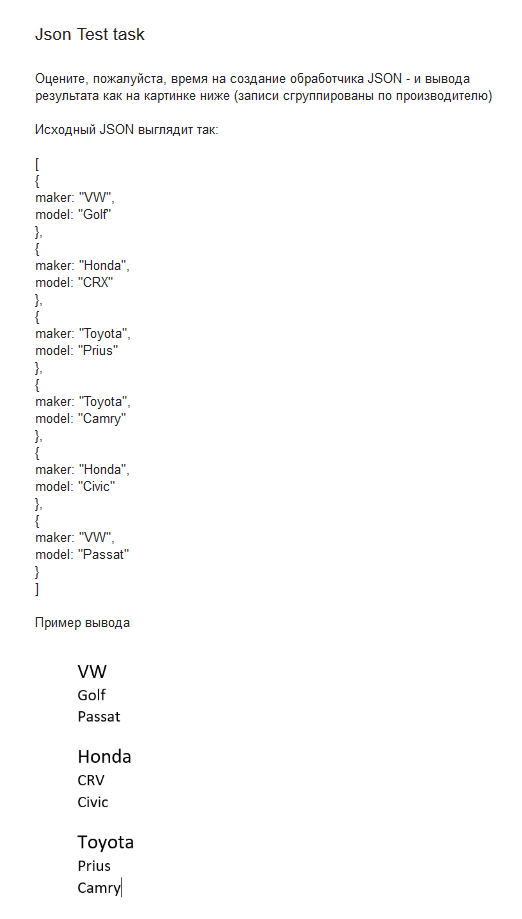 Json Test task
Оцените, пожалуйста, время на создание обработчика JSON - и вывода
результата как на картинке ниже (записи сгруппированы по производителю)
Исходный JSON выглядит так:
[
{
maker: "VW",
model: "Golf"
},
{
maker: "Honda",
model: "CRX"
},
{
maker: "Toyota",
model: "Prius"
},
{
maker: "Toyota",
model: "Camry"
},
{
maker: "Honda",
model: "Civic"
},
{
maker: "VW",
model: "Passat"
}
]
Пример вывода
VW
Golf
Passat
Honda
CRV
Civic
Toyota
Prius
Camry